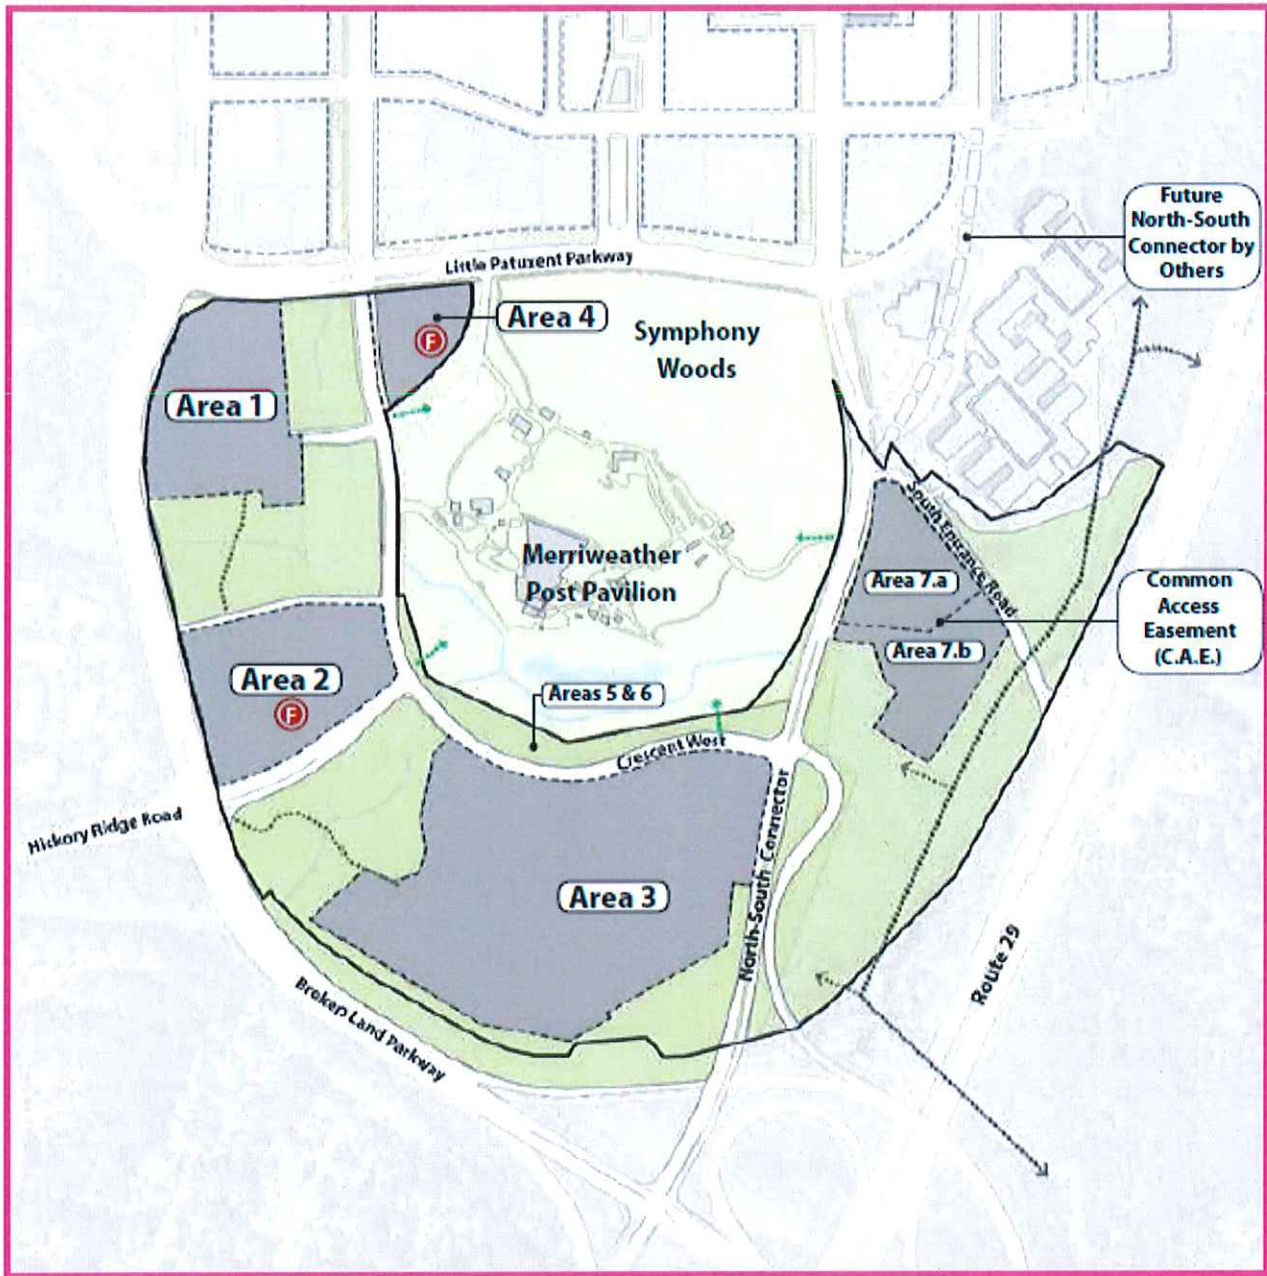 Future
North-South
Connector by
Others
Little Patuxent Parkway
Area 4
F
Symphony
Woods
Area 1
South Entrance Road
Merriweather
Post Pavilion
Area 7.a
Common
Access
Easement
(C.A.E.)
Area 7.b
Area 2
F
Areas 5 & 6
Crescent West
Hickory Ridge Road
North-South Connector
Area 3
Route 29
Broken Land Parkway